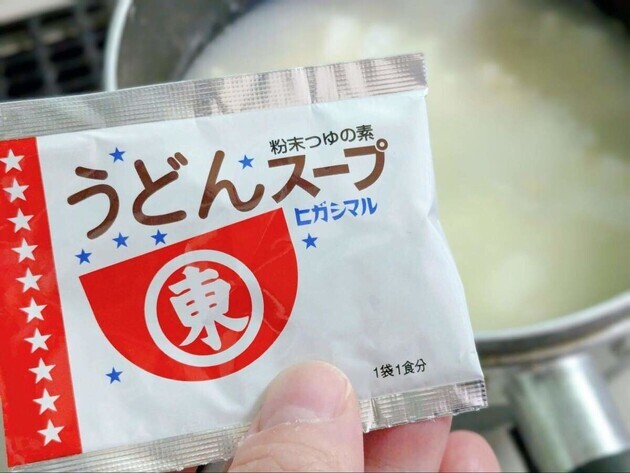 粉末つゆの素
うどんスープ
ヒガシマル
東
1袋1食分